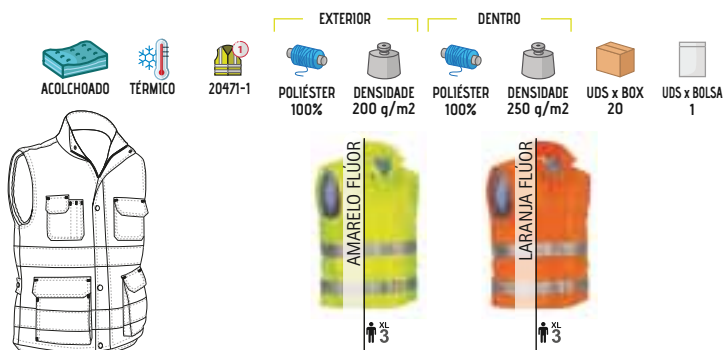 EXTERIOR
DENTRO
1
ACOLCHOADO
TÉRMICO
20471-1
POLIÉSTER
100%
DENSIDADE
200 g/m2
POLIÉSTER
100%
DENSIDADE
250 g/m2
UDS x BOX
20
UDS x BOLSA
1
AMARELO FLÚOR
XL
3
LARANJA FLÚOR
XL
3